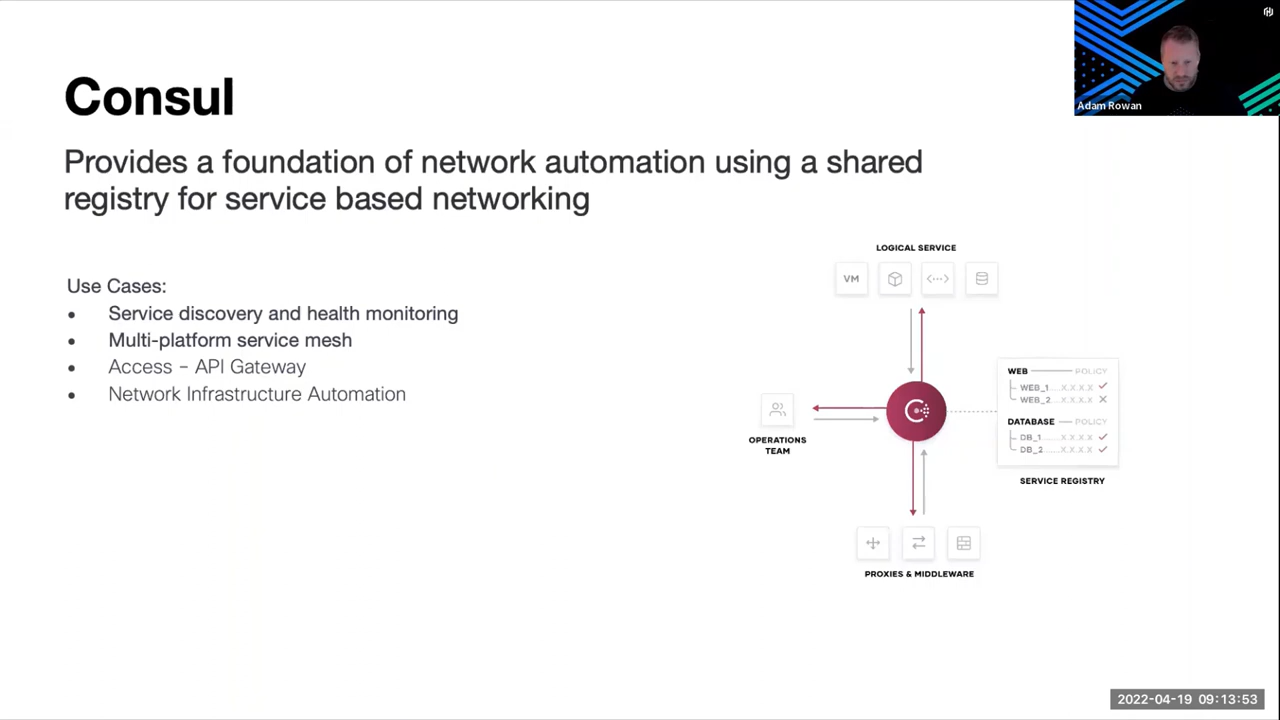 Consul
Provides a foundation of network automation using a shared
registry for service based networking
Use Cases:
• Service discovery and health monitoring
• Multi-platform service mesh
• Access – API Gateway
• Network Infrastructure Automation
Adam Rowan
LOGICAL SERVICE
VM
OPERATIONS
TEAM
WEB POLICY
WEB_1 .....X.X.X.X
WEB_2 .....X.X.X.X
DATABASE POLICY
DB_1 .....X.X.X.X
DB_2 .....X.X.X.X
SERVICE REGISTRY
PROXIES & MIDDLEWARE
2022-04-19 09:13:53